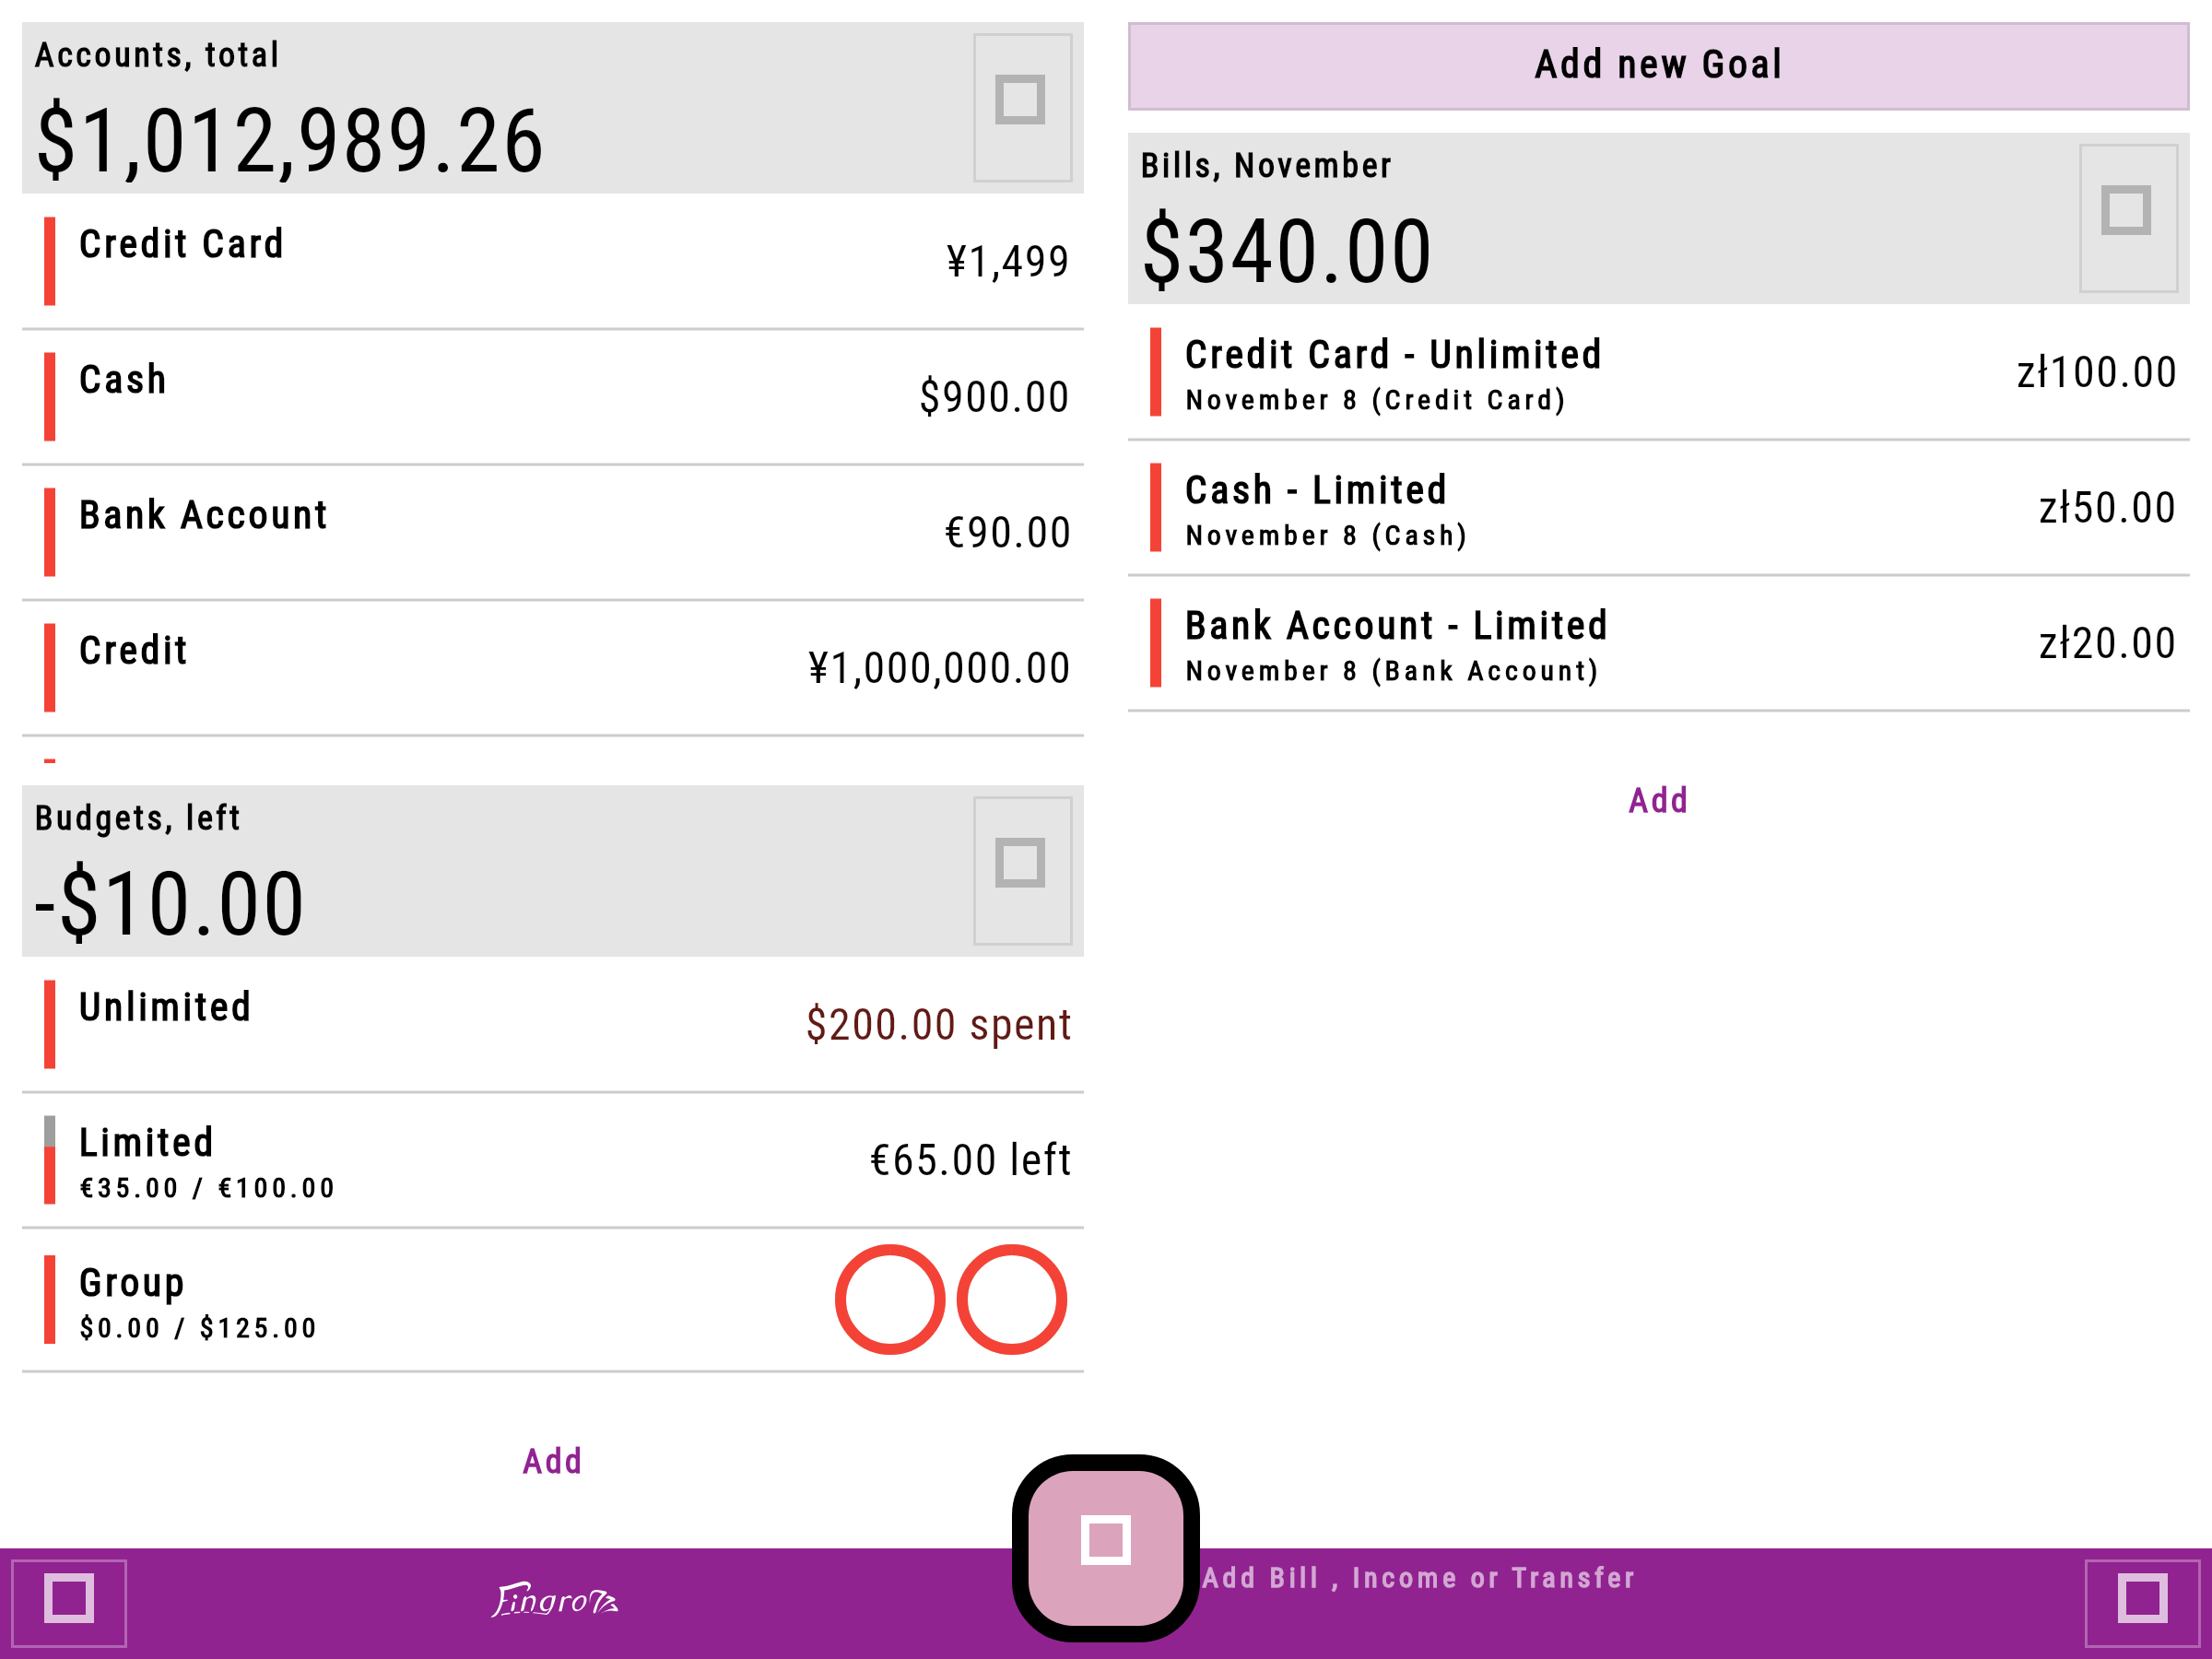 Accounts, total
$1,012,989.26
Credit Card
¥1,499
Cash
$900.00
Bank Account
€90.00
Credit
¥1,000,000.00
Budgets, left
-$10.00
Unlimited
$200.00 spent
Limited
€35.00 / €100.00
€65.00 left
Group
$0.00 / $125.00
Add
Add new Goal
Bills, November
$340.00
Credit Card - Unlimited
November 8 (Credit Card)
zł100.00
Cash - Limited
November 8 (Cash)
zł50.00
Bank Account - Limited
November 8 (Bank Account)
zł20.00
Add
Add Bill , Income or Transfer